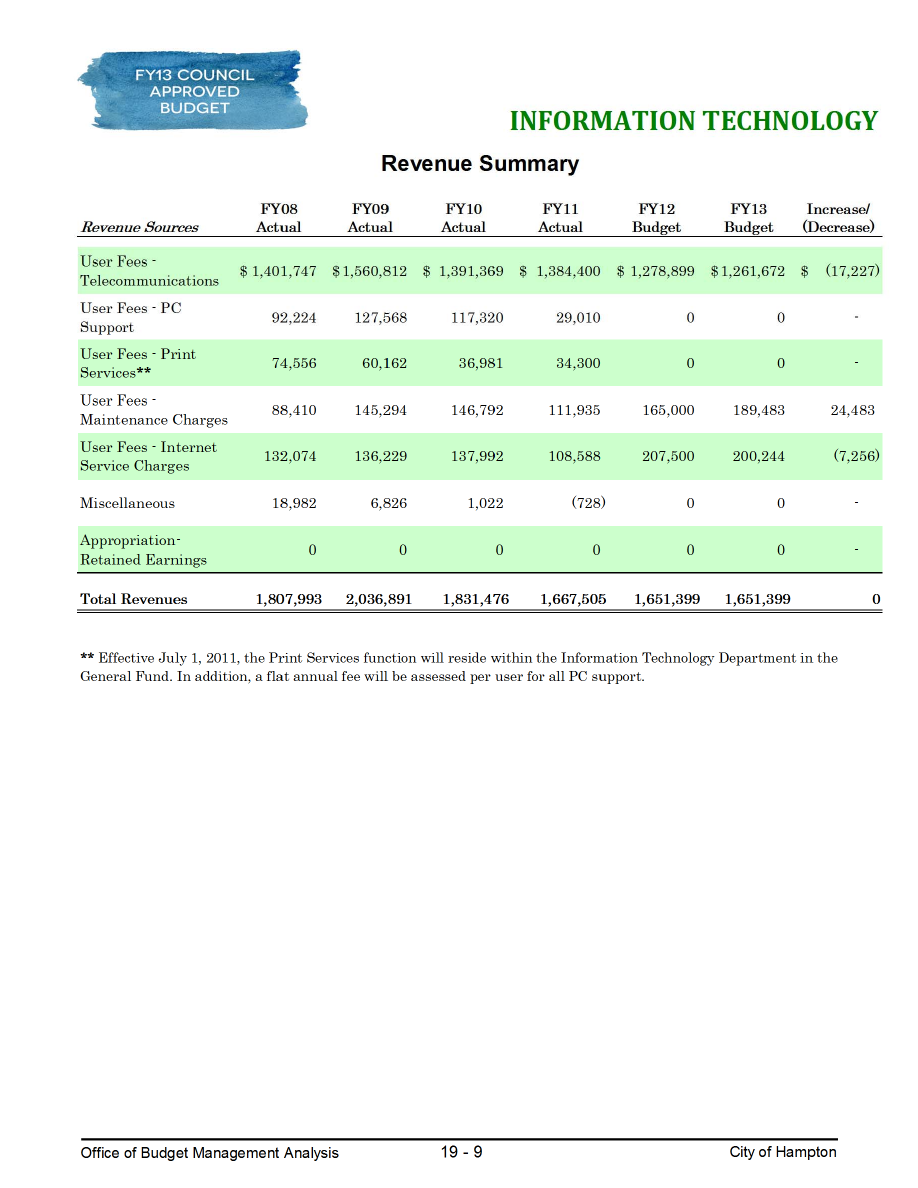 FY13 COUNCIL
APPROVED
BUDGET
INFORMATION TECHNOLOGY
Revenue Summary
Revenue Sources FY08 Actual FY09 Actual FY10 Actual FY11 Actual FY12 Budget FY13 Budget Increase/ (Decrease)
User Fees -
Telecommunications $ 1,401,747 $1,560,812 $ 1,391,369 $ 1,384,400 $ 1,278,899 $1,261,672 $ (17,227)
User Fees - PC
Support 92,224 127,568 117,320 29,010 0 0 -
User Fees - Print
Services** 74,556 60,162 36,981 34,300 0 0 -
User Fees -
Maintenance Charges 88,410 145,294 146,792 111,935 165,000 189,483 24,483
User Fees - Internet
Service Charges 132,074 136,229 137,992 108,588 207,500 200,244 (7,256)
Miscellaneous 18,982 6,826 1,022 (728) 0 0 -
Appropriation-
Retained Earnings 0 0 0 0 0 0 -
Total Revenues 1,807,993 2,036,891 1,831,476 1,667,505 1,651,399 1,651,399 0
** Effective July 1, 2011, the Print Services function will reside within the Information Technology Department in the
General Fund. In addition, a flat annual fee will be assessed per user for all PC support.
Office of Budget Management Analysis 19 - 9 City of Hampton